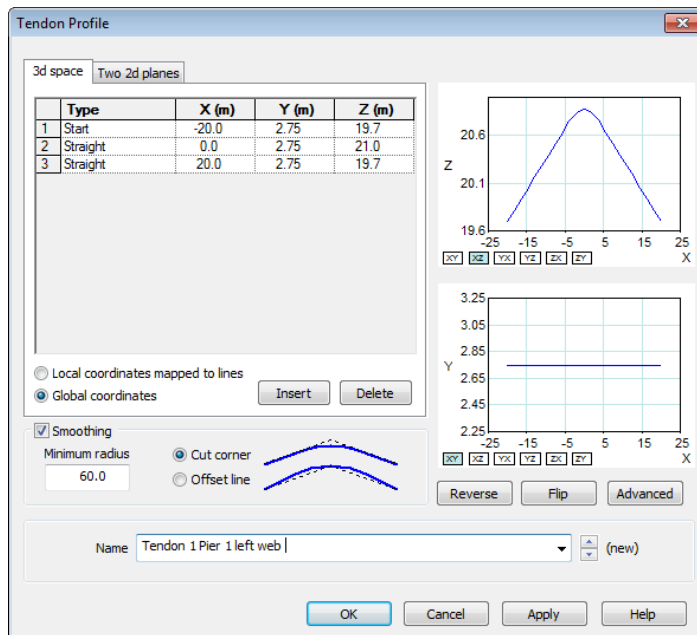 Tendon Profile
3d space Two 2d planes
Type X (m) Y (m) Z (m)
1 Start -20.0 2.75 19.7
2 Straight 0.0 2.75 21.0
3 Straight 20.0 2.75 19.7
Local coordinates mapped to lines
Global coordinates
Insert Delete
Smoothing
Minimum radius
60.0
Cut corner
Offset line
20.6
Z
20.1
19.6
-25 -15 -5 5 15 25
XY XZ YX YZ ZX ZY X
3.25
3.05
2.85
Y
2.65
2.45
2.25
-25 -15 -5 5 15 25
XY XZ YX YZ ZX ZY X
Reverse Flip Advanced
Name Tendon 1 Pier 1 left web (new)
OK Cancel Apply Help